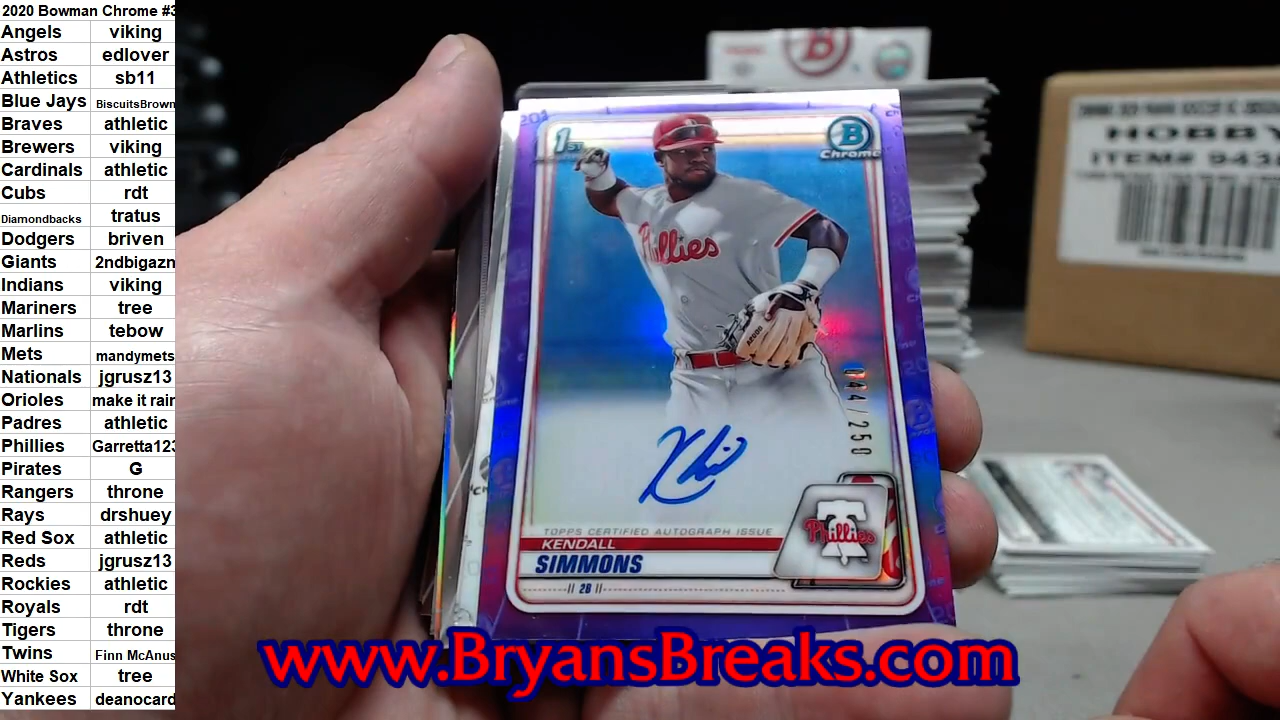 2020 Bowman Chrome #3
Angels viking
Astros edlover
Athletics sb11
Blue Jays BiscuitsBrown
Braves athletic
Brewers viking
Cardinals athletic
Cubs rdt
Diamondbacks tratus
Dodgers briven
Giants 2ndbigazn
Indians viking
Mariners tree
Marlins tebow
Mets mandymets
Nationals jgrusz13
Orioles make it rain
Padres athletic
Phillies Garretta123
Pirates G
Rangers throne
Rays drshuey
Red Sox athletic
Reds jgrusz13
Rockies athletic
Royals rdt
Tigers throne
Twins Finn McAnus
White Sox tree
Yankees deanocard
B
HOBBY
ITEM# 943
1ST
B
Chrome
Phillies
A2000
044/250
TOPPS CERTIFIED AUTOGRAPH ISSUE
KENDALL
SIMMONS
2B
Phillies
www.BryansBreaks.com